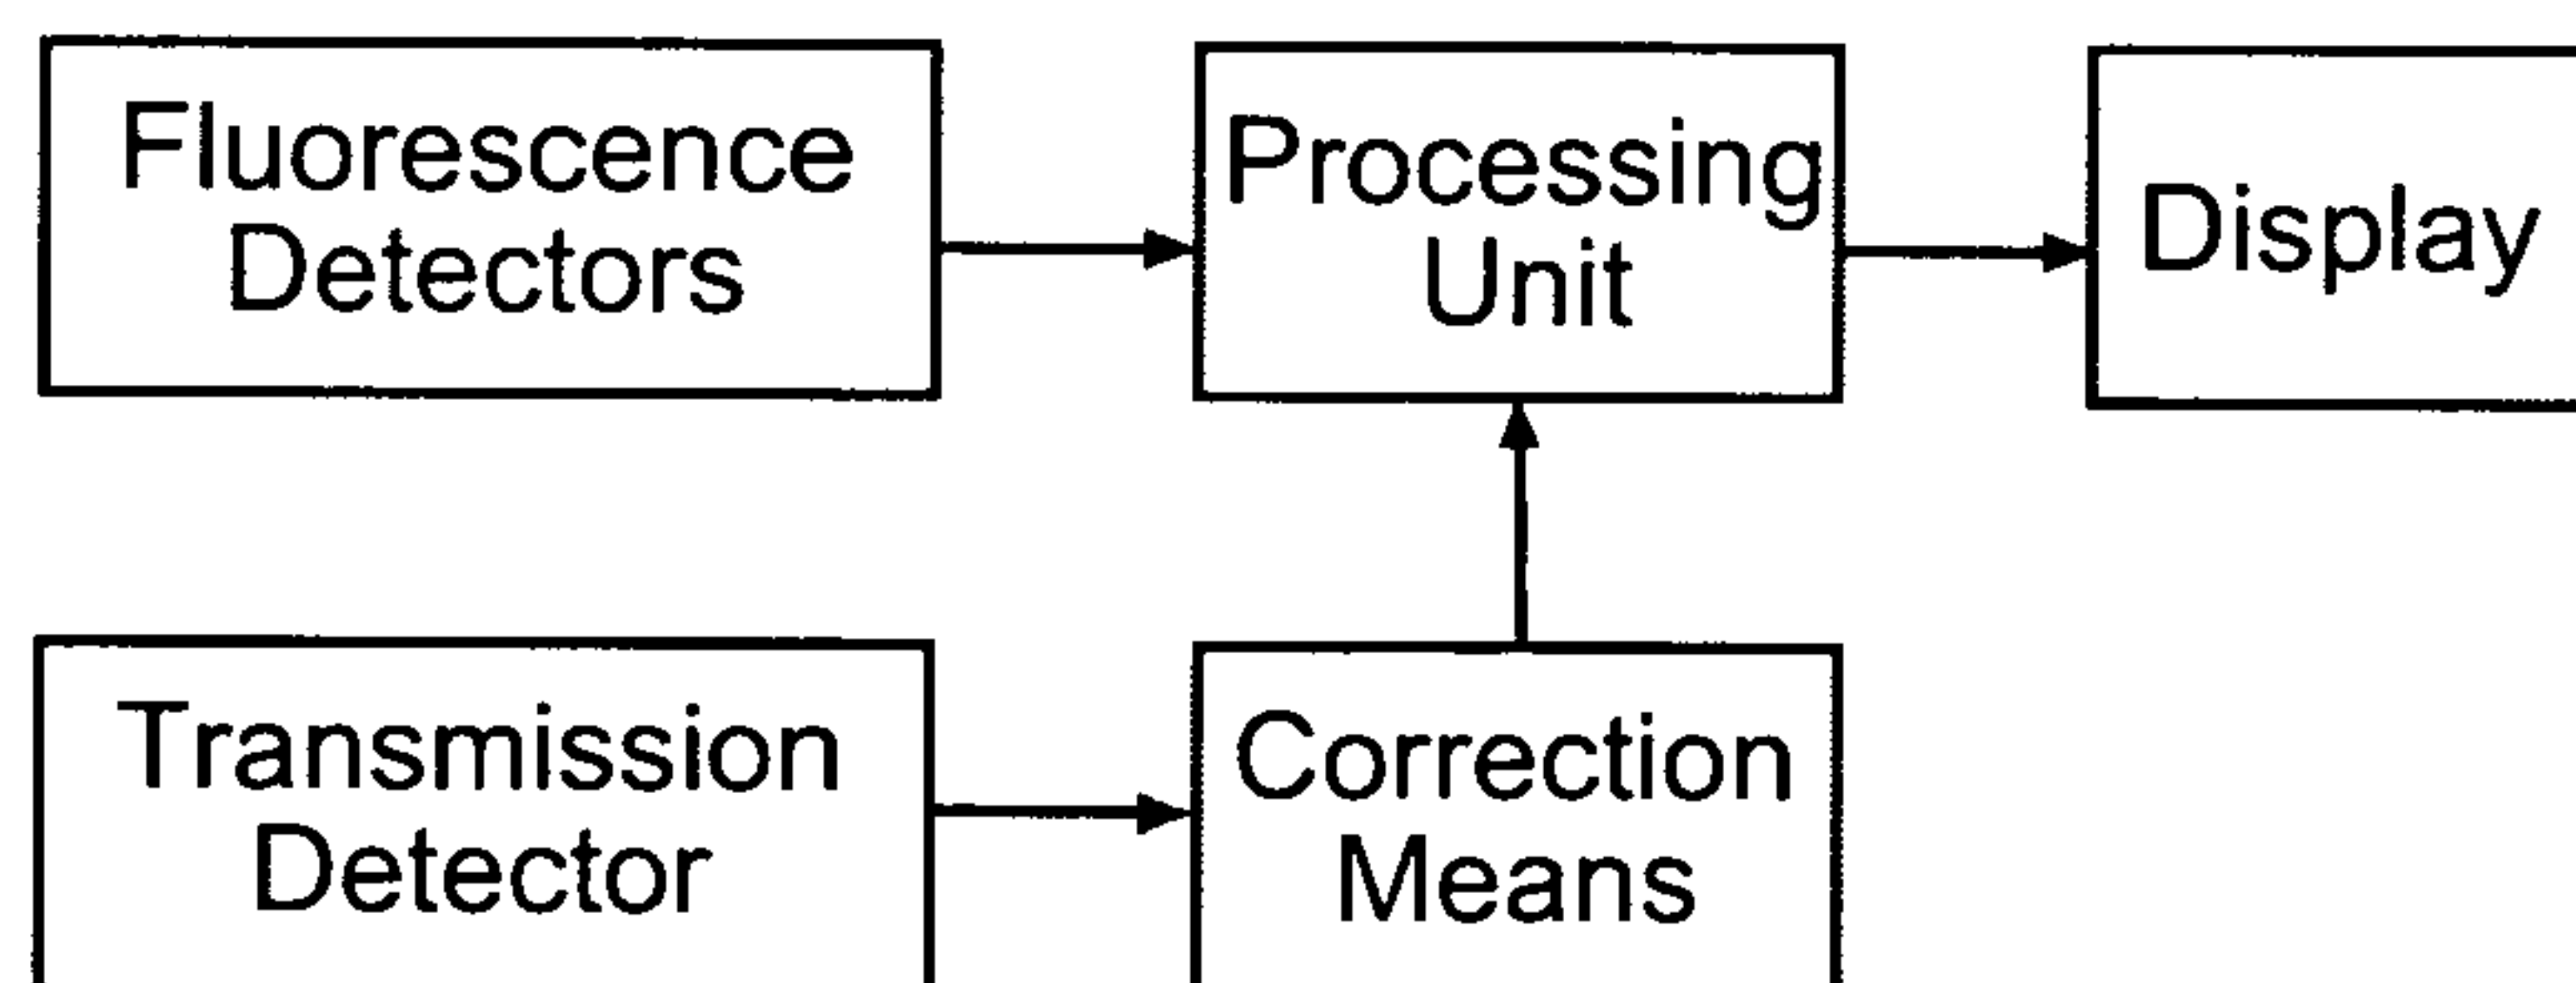 Fluorescence
Detectors
Processing
Unit
Display
Transmission
Detector
Correction
Means